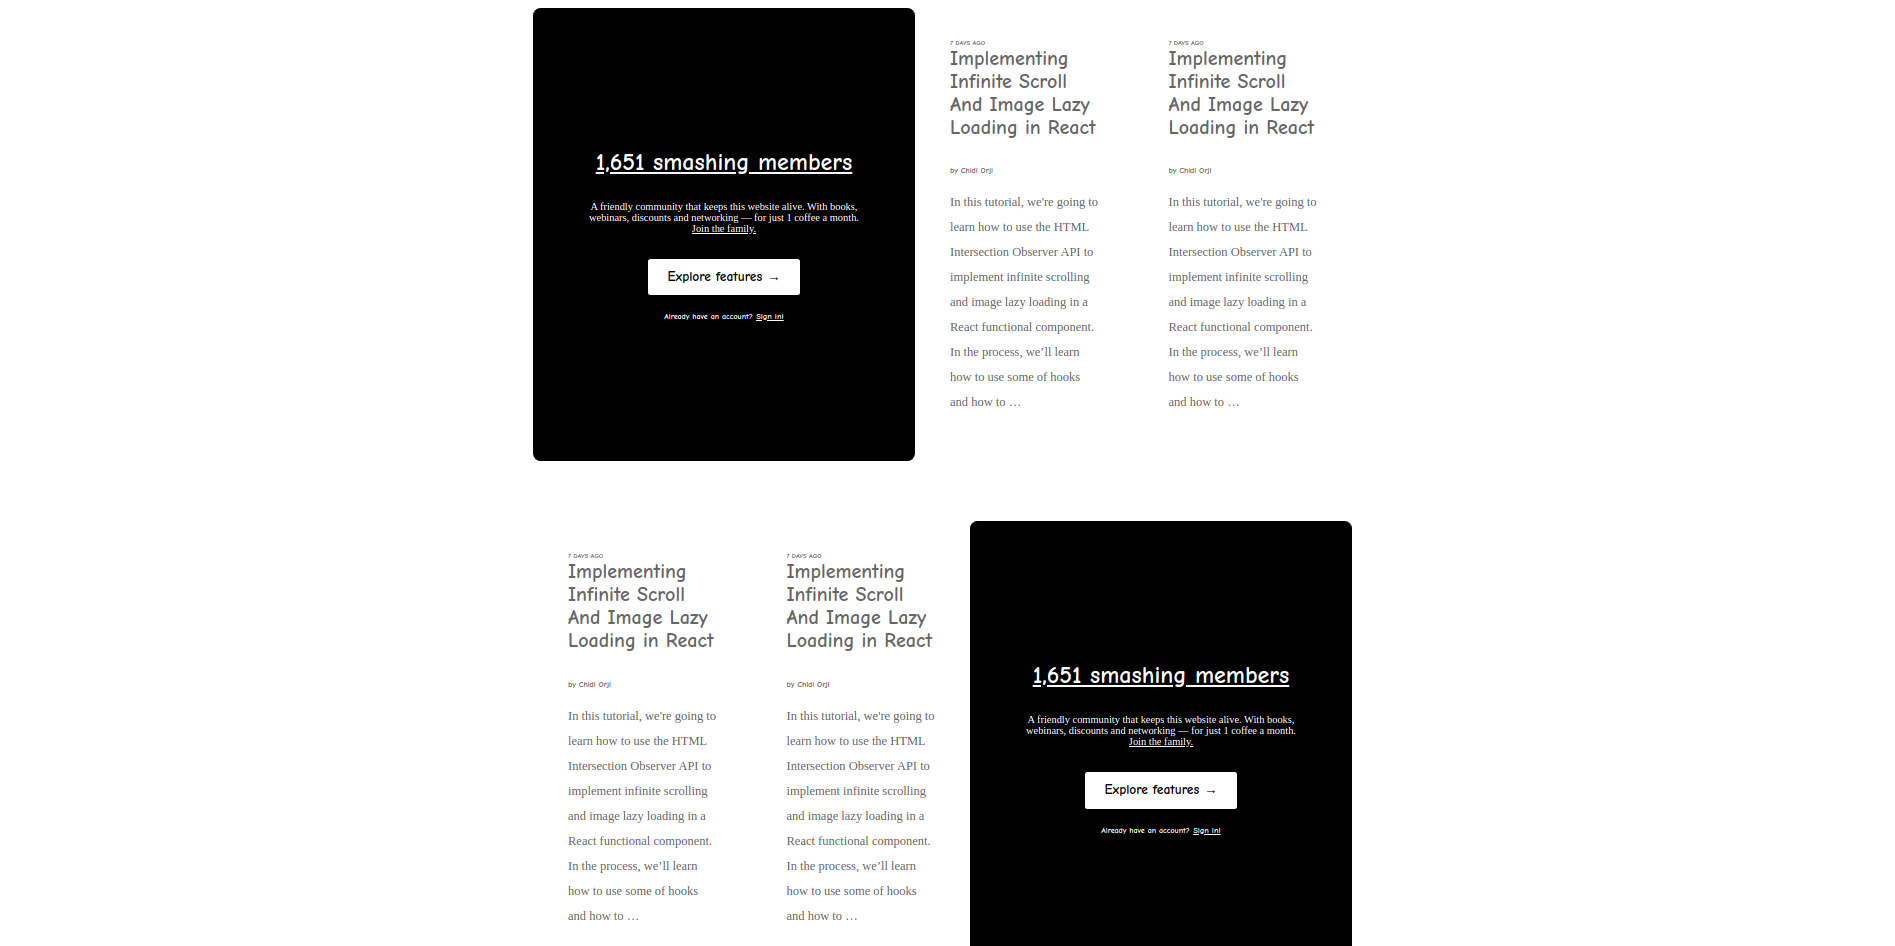 1,651 smashing members
A friendly community that keeps this website alive. With books,
webinars, discounts and networking — for just 1 coffee a month.
Join the family.
Explore features →
Already have an account? Sign in!
7 DAYS AGO
Implementing
Infinite Scroll
And Image Lazy
Loading in React
by Chidi Orji
In this tutorial, we're going to
learn how to use the HTML
Intersection Observer API to
implement infinite scrolling
and image lazy loading in a
React functional component.
In the process, we’ll learn
how to use some of hooks
and how to …
7 DAYS AGO
Implementing
Infinite Scroll
And Image Lazy
Loading in React
by Chidi Orji
In this tutorial, we're going to
learn how to use the HTML
Intersection Observer API to
implement infinite scrolling
and image lazy loading in a
React functional component.
In the process, we’ll learn
how to use some of hooks
and how to …
7 DAYS AGO
Implementing
Infinite Scroll
And Image Lazy
Loading in React
by Chidi Orji
In this tutorial, we're going to
learn how to use the HTML
Intersection Observer API to
implement infinite scrolling
and image lazy loading in a
React functional component.
In the process, we’ll learn
how to use some of hooks
and how to …
7 DAYS AGO
Implementing
Infinite Scroll
And Image Lazy
Loading in React
by Chidi Orji
In this tutorial, we're going to
learn how to use the HTML
Intersection Observer API to
implement infinite scrolling
and image lazy loading in a
React functional component.
In the process, we’ll learn
how to use some of hooks
and how to …
1,651 smashing members
A friendly community that keeps this website alive. With books,
webinars, discounts and networking — for just 1 coffee a month.
Join the family.
Explore features →
Already have an account? Sign in!